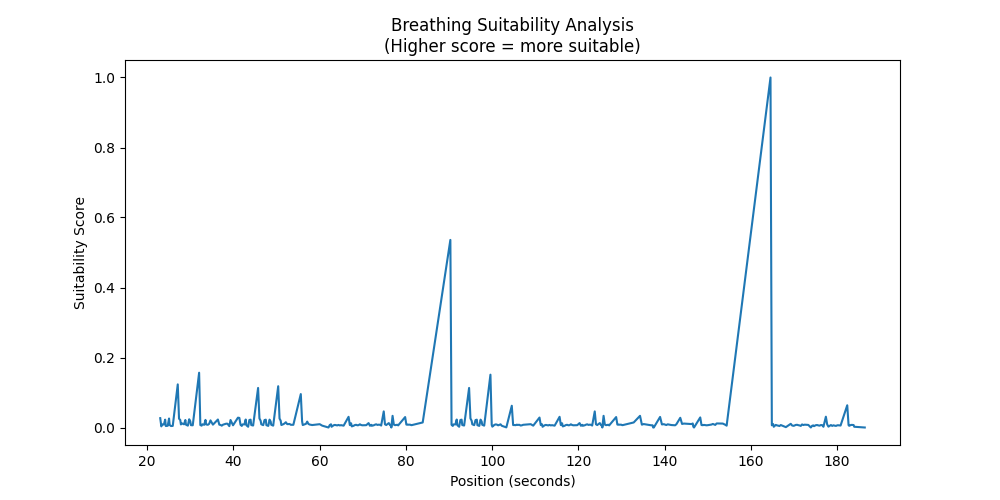 Breathing Suitability Analysis
(Higher score = more suitable)
Suitability Score
1.0
0.8
0.6
0.4
0.2
0.0
20 40 60 80 100 120 140 160 180
Position (seconds)